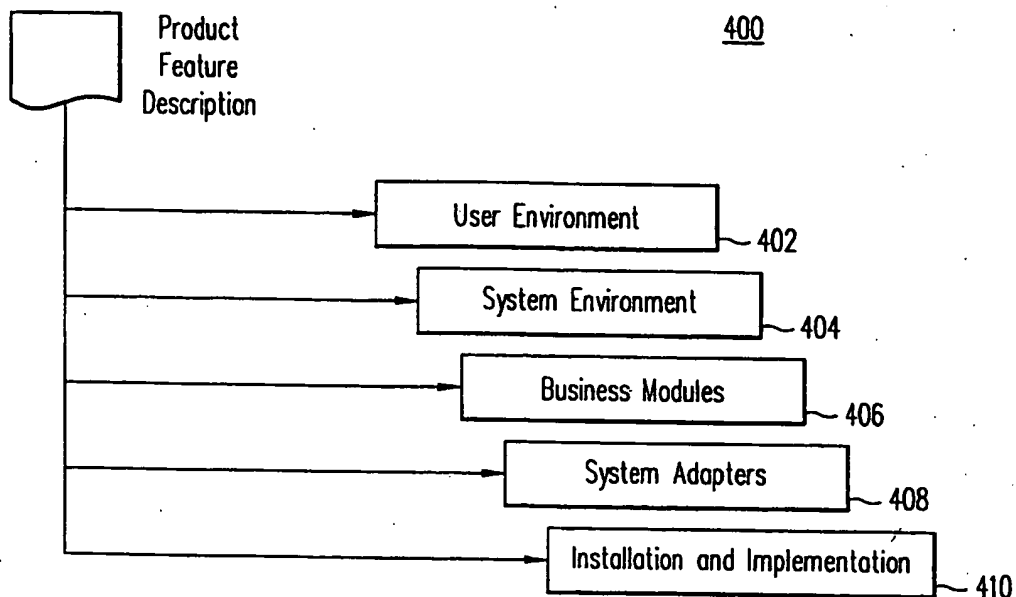 Product
Feature
Description
400
User Environment
402
System Environment
404
Business Modules
406
System Adapters
408
Installation and Implementation
410